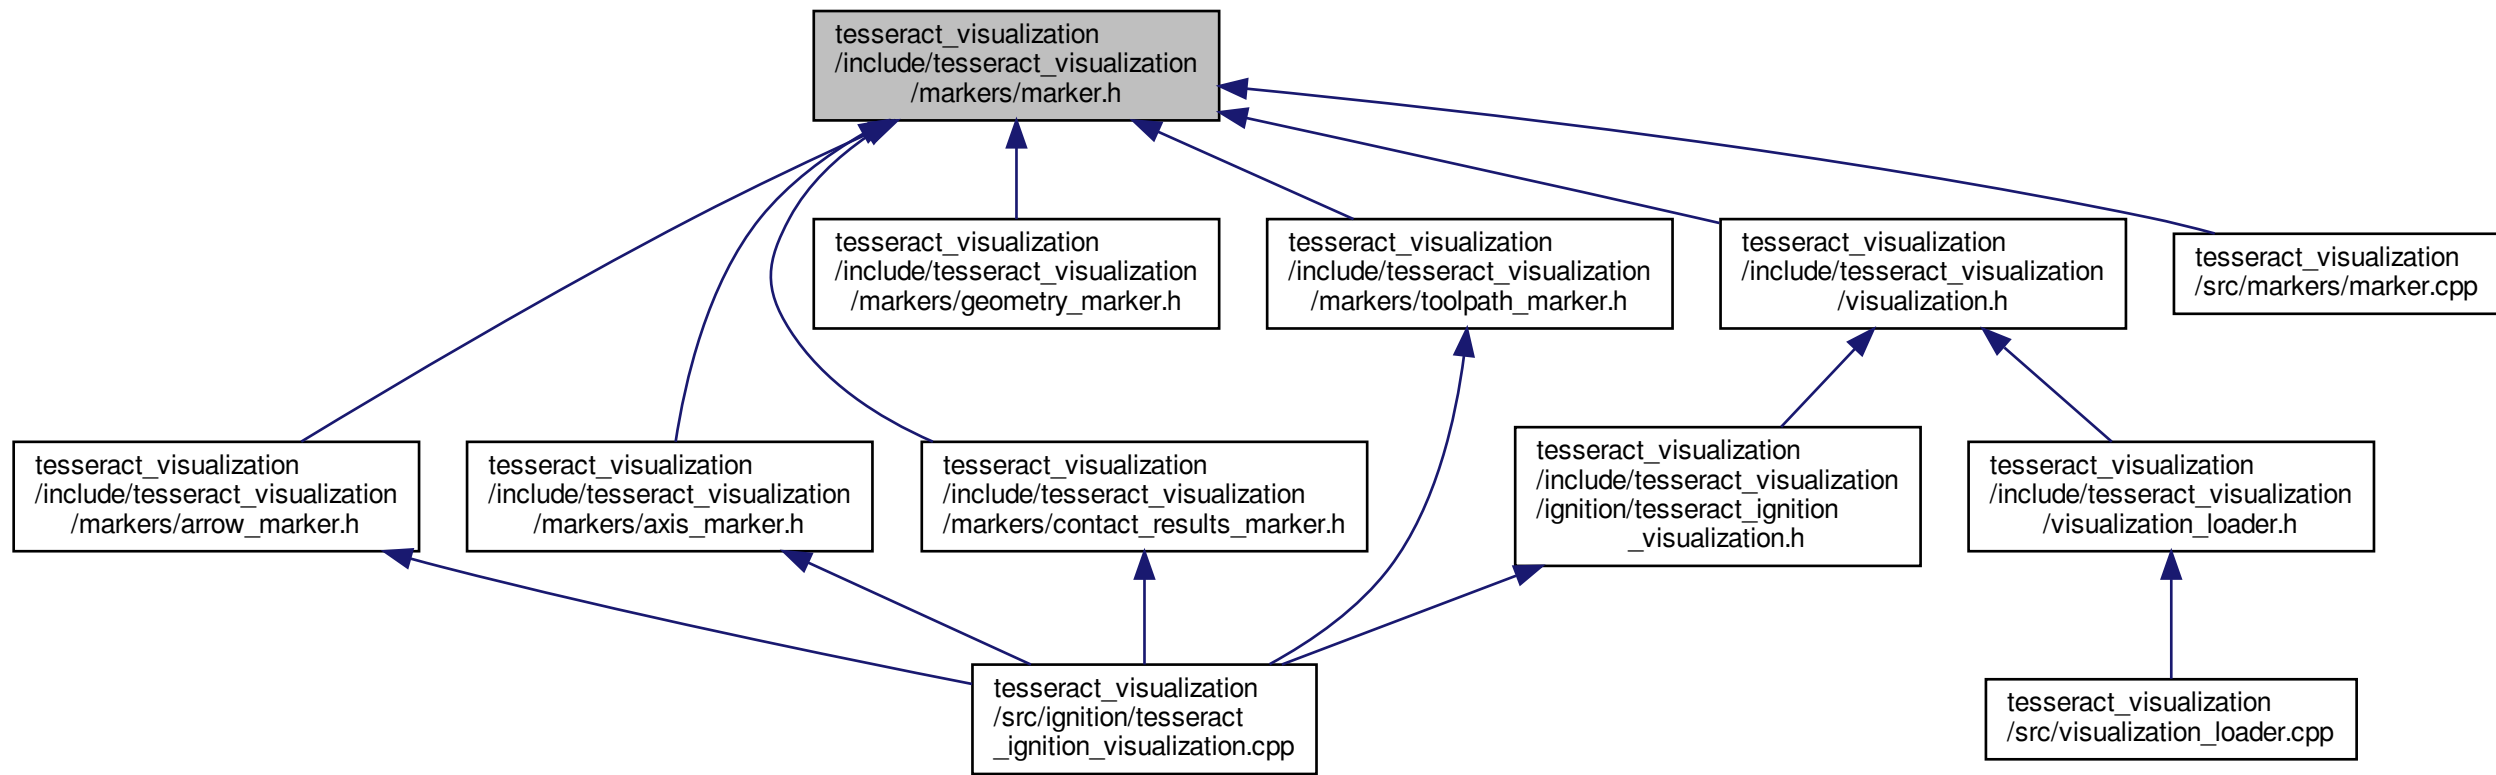 tesseract_visualization
/include/tesseract_visualization
/markers/marker.h
tesseract_visualization
/include/tesseract_visualization
/markers/geometry_marker.h
tesseract_visualization
/include/tesseract_visualization
/markers/toolpath_marker.h
tesseract_visualization
/include/tesseract_visualization
/visualization.h
tesseract_visualization
/src/markers/marker.cpp
tesseract_visualization
/include/tesseract_visualization
/markers/arrow_marker.h
tesseract_visualization
/include/tesseract_visualization
/markers/axis_marker.h
tesseract_visualization
/include/tesseract_visualization
/markers/contact_results_marker.h
tesseract_visualization
/include/tesseract_visualization
/ignition/tesseract_ignition
_visualization.h
tesseract_visualization
/include/tesseract_visualization
/visualization_loader.h
tesseract_visualization
/src/ignition/tesseract
_ignition_visualization.cpp
tesseract_visualization
/src/visualization_loader.cpp